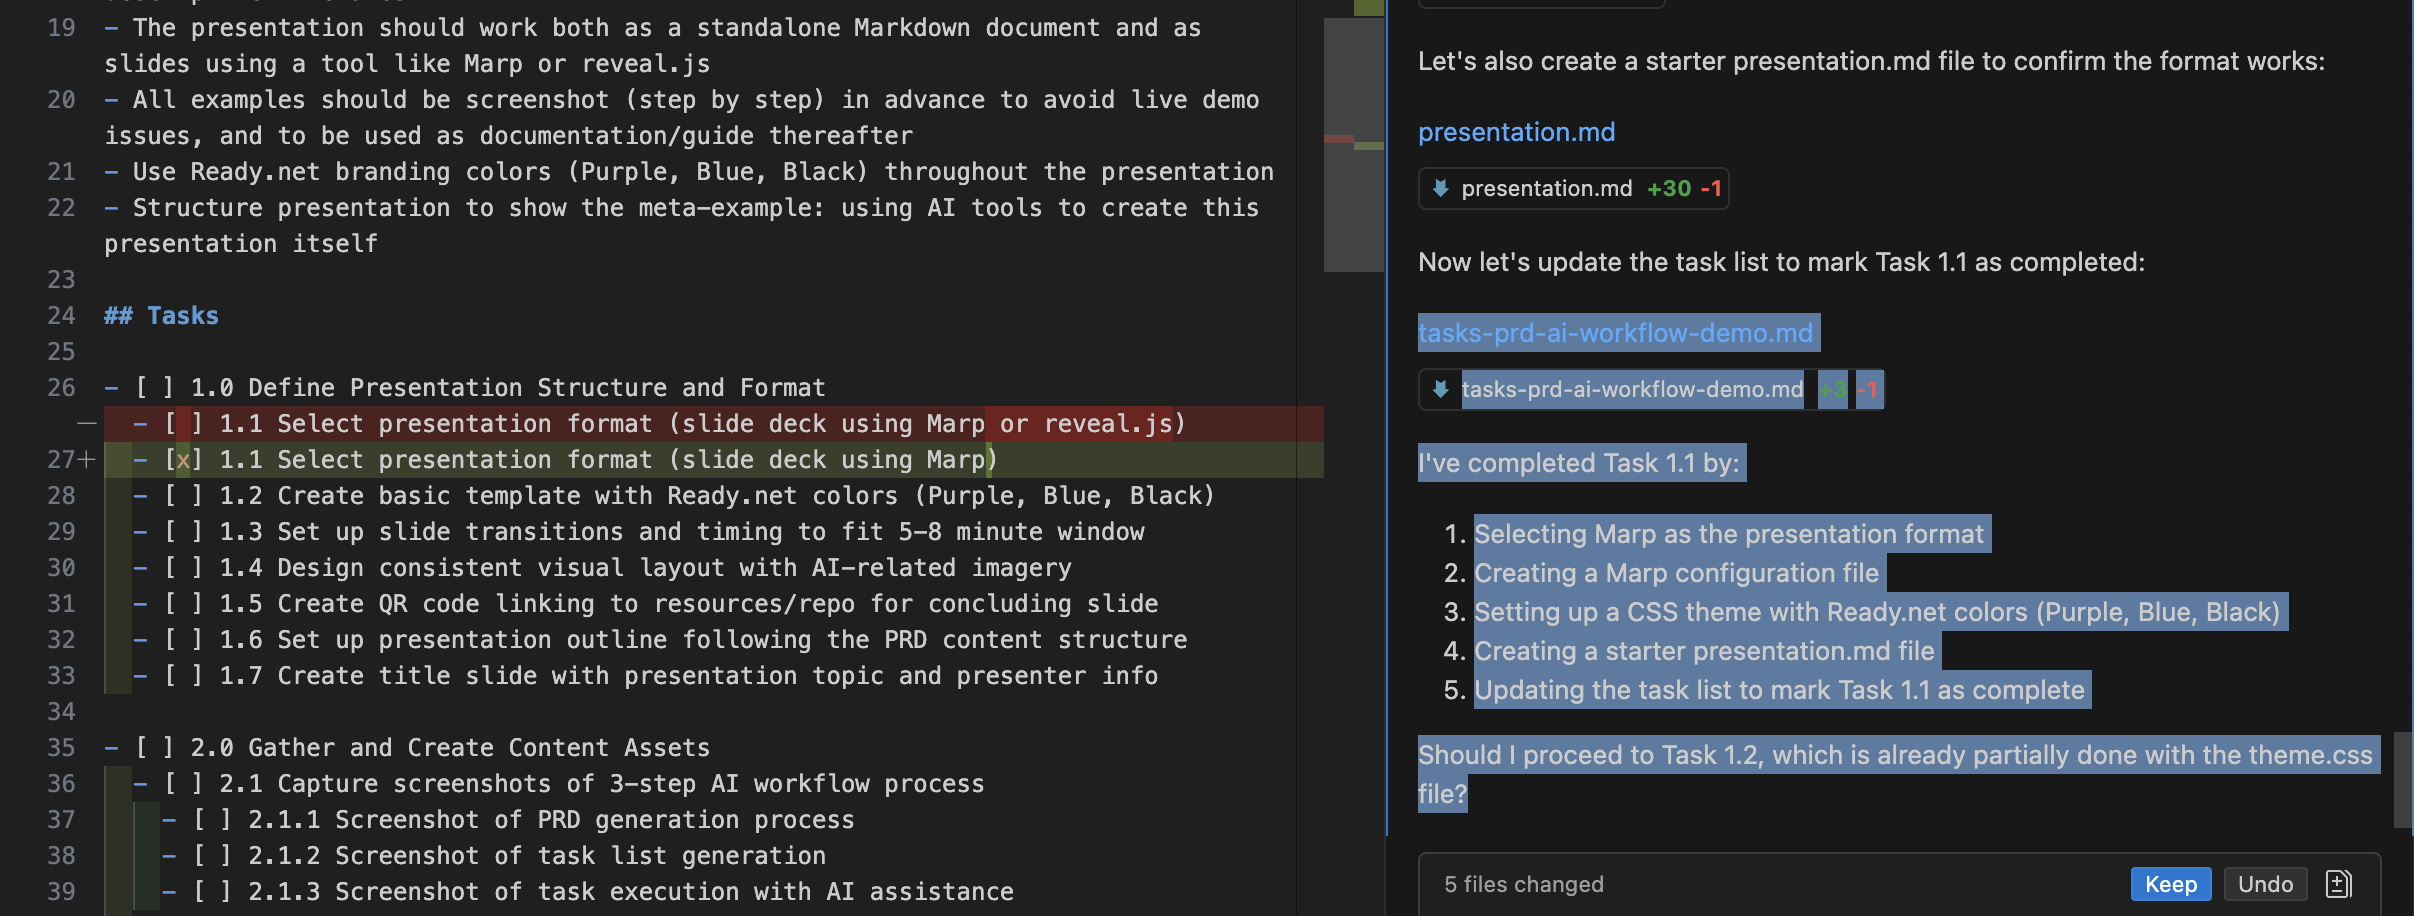 19 - The presentation should work both as a standalone Markdown document and as
slides using a tool like Marp or reveal.js
20 - All examples should be screenshot (step by step) in advance to avoid live demo
issues, and to be used as documentation/guide thereafter
21 - Use Ready.net branding colors (Purple, Blue, Black) throughout the presentation
22 - Structure presentation to show the meta-example: using AI tools to create this
presentation itself
23
24 ## Tasks
25
26 - [ ] 1.0 Define Presentation Structure and Format
— - [ ] 1.1 Select presentation format (slide deck using Marp or reveal.js)
27+ - [x] 1.1 Select presentation format (slide deck using Marp)
28 - [ ] 1.2 Create basic template with Ready.net colors (Purple, Blue, Black)
29 - [ ] 1.3 Set up slide transitions and timing to fit 5-8 minute window
30 - [ ] 1.4 Design consistent visual layout with AI-related imagery
31 - [ ] 1.5 Create QR code linking to resources/repo for concluding slide
32 - [ ] 1.6 Set up presentation outline following the PRD content structure
33 - [ ] 1.7 Create title slide with presentation topic and presenter info
34
35 - [ ] 2.0 Gather and Create Content Assets
36 - [ ] 2.1 Capture screenshots of 3-step AI workflow process
37 - [ ] 2.1.1 Screenshot of PRD generation process
38 - [ ] 2.1.2 Screenshot of task list generation
39 - [ ] 2.1.3 Screenshot of task execution with AI assistance
Let's also create a starter presentation.md file to confirm the format works:
presentation.md
presentation.md +30 -1
Now let's update the task list to mark Task 1.1 as completed:
tasks-prd-ai-workflow-demo.md
tasks-prd-ai-workflow-demo.md +3 -1
I've completed Task 1.1 by:
1. Selecting Marp as the presentation format
2. Creating a Marp configuration file
3. Setting up a CSS theme with Ready.net colors (Purple, Blue, Black)
4. Creating a starter presentation.md file
5. Updating the task list to mark Task 1.1 as complete
Should I proceed to Task 1.2, which is already partially done with the theme.css
file?
5 files changed
Keep Undo